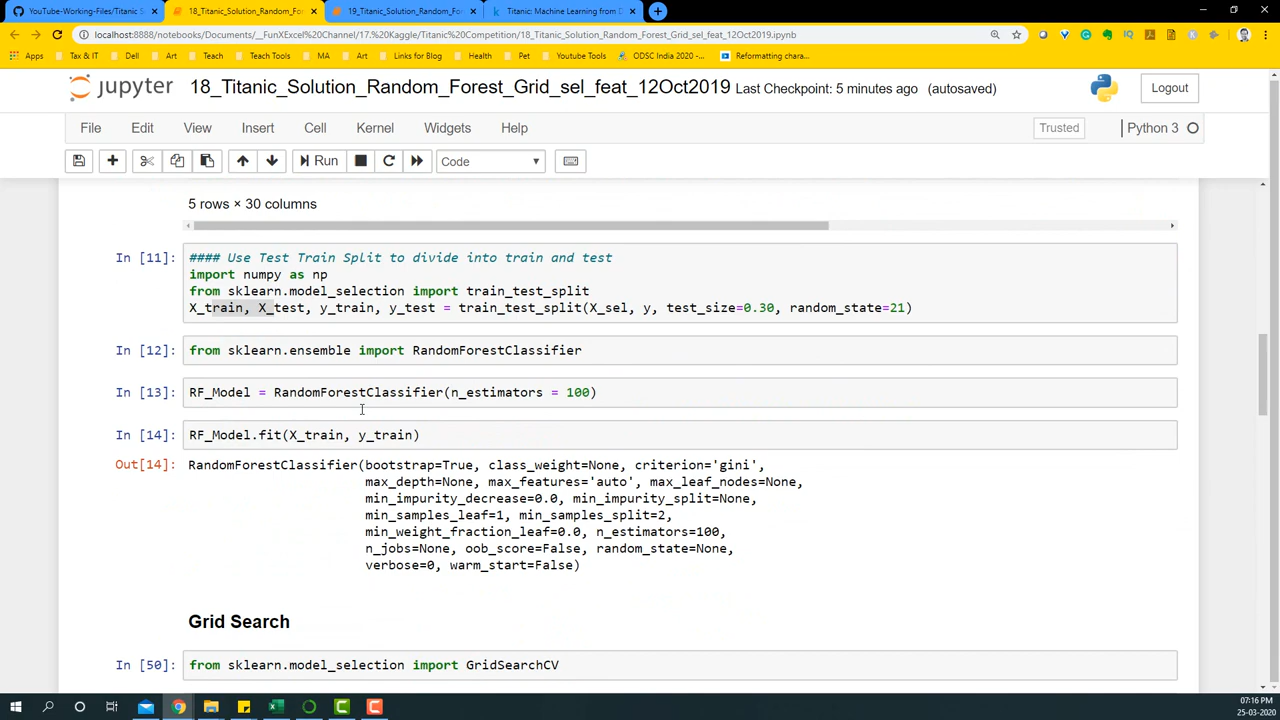 YouTube-Working-Files/Titanic S
18_Titanic_Solution_Random_Fore
19_Titanic_Solution_Random_Fore
Titanic: Machine Learning from D
localhost:8888/notebooks/Documents/__FunXExcel%20Channel/17.%20Kaggle/Titanic%20Competition/18_Titanic_Solution_Random_Forest_Grid_sel_feat_12Oct2019.ipynb
Apps Tax & IT Dell Art Teach Teach Tools MA Art Links for Blog Health Pet Youtube Tools ODSC India 2020 -... Reformatting chara...
jupyter 18_Titanic_Solution_Random_Forest_Grid_sel_feat_12Oct2019 Last Checkpoint: 5 minutes ago (autosaved) Logout
File Edit View Insert Cell Kernel Widgets Help Trusted Python 3
Run Code
5 rows × 30 columns
In [11]: #### Use Test Train Split to divide into train and test
import numpy as np
from sklearn.model_selection import train_test_split
X_train, X_test, y_train, y_test = train_test_split(X_sel, y, test_size=0.30, random_state=21)
In [12]: from sklearn.ensemble import RandomForestClassifier
In [13]: RF_Model = RandomForestClassifier(n_estimators = 100)
In [14]: RF_Model.fit(X_train, y_train)
Out[14]: RandomForestClassifier(bootstrap=True, class_weight=None, criterion='gini',
max_depth=None, max_features='auto', max_leaf_nodes=None,
min_impurity_decrease=0.0, min_impurity_split=None,
min_samples_leaf=1, min_samples_split=2,
min_weight_fraction_leaf=0.0, n_estimators=100,
n_jobs=None, oob_score=False, random_state=None,
verbose=0, warm_start=False)
Grid Search
In [50]: from sklearn.model_selection import GridSearchCV
07:16 PM
25-03-2020